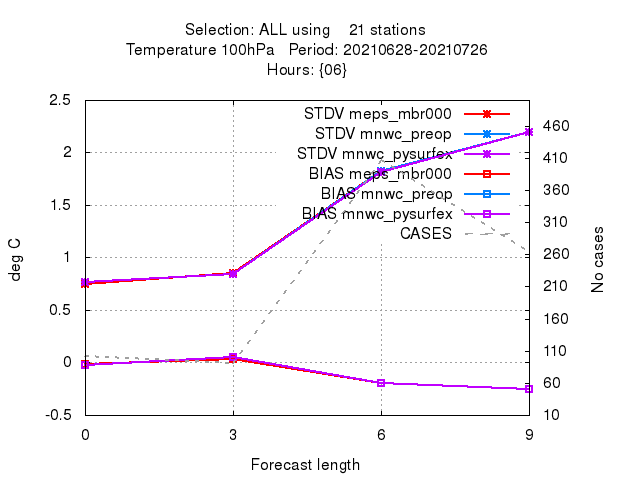 Selection: ALL using    21 stations
Temperature 100hPa   Period: 20210628-20210726
Hours: {06}
2.5
2
1.5
1
0.5
0
-0.5
deg C
STDV meps_mbr000
STDV mnwc_preop
STDV mnwc_pysurfex
BIAS meps_mbr000
BIAS mnwc_preop
BIAS mnwc_pysurfex
CASES
460
410
360
310
260
210
160
110
60
10
No cases
0 3 6 9
Forecast length